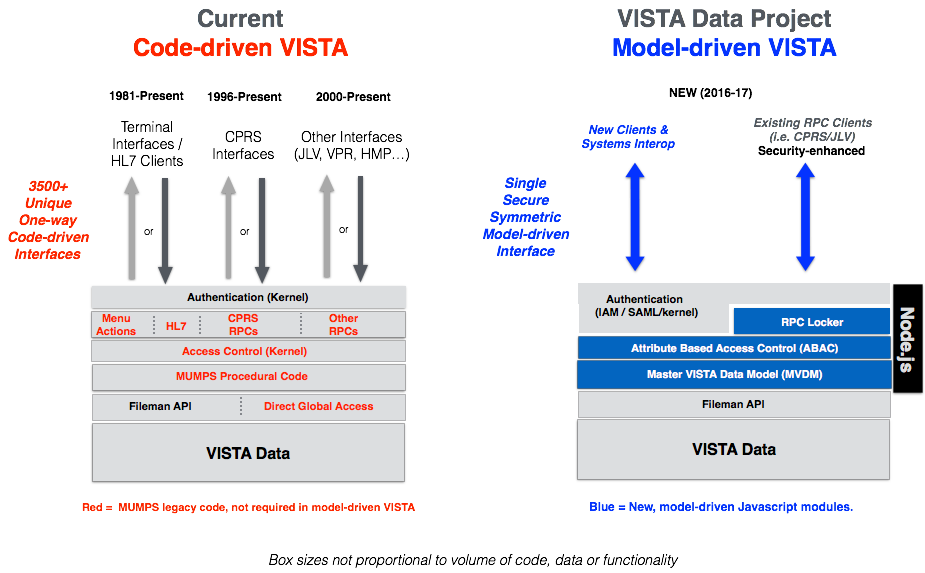 Current
Code-driven VISTA
1981-Present
1996-Present
2000-Present
Terminal
Interfaces /
HL7 Clients
CPRS
Interfaces
Other Interfaces
(JLV, VPR, HMP…)
3500+
Unique
One-way
Code-driven
Interfaces
or
or
or
Authentication (Kernel)
Menu
Actions
HL7
CPRS
RPCs
Other
RPCs
Access Control (Kernel)
MUMPS Procedural Code
Fileman API
Direct Global Access
VISTA Data
Red = MUMPS legacy code, not required in model-driven VISTA
VISTA Data Project
Model-driven VISTA
NEW (2016-17)
New Clients &
Systems Interop
Existing RPC Clients
(i.e. CPRS/JLV)
Security-enhanced
Single
Secure
Symmetric
Model-driven
Interface
Authentication
(IAM / SAML/kernel)
RPC Locker
Attribute Based Access Control (ABAC)
Master VISTA Data Model (MVDM)
Fileman API
VISTA Data
Node.js
Blue = New, model-driven Javascript modules.
Box sizes not proportional to volume of code, data or functionality